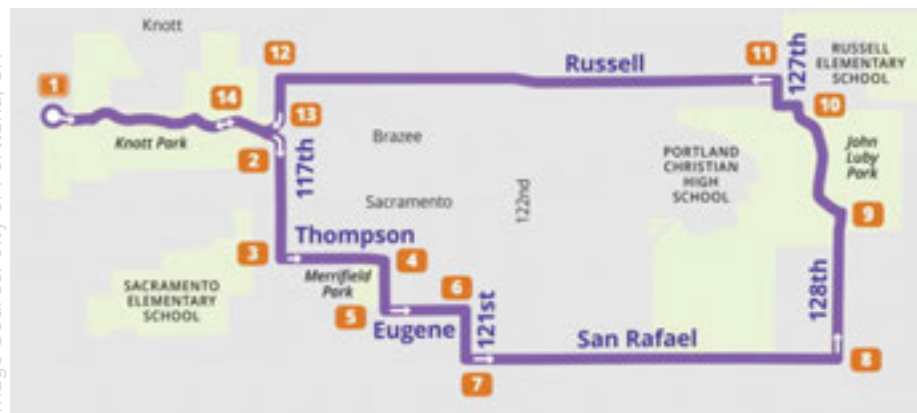 Knott
12
11
127th
RUSSELL
ELEMENTARY
SCHOOL
Russell
1
14
13
10
Knott Park
Brazee
John
Luby
Park
2
117th
PORTLAND
CHRISTIAN
HIGH
SCHOOL
Sacramento
122nd
9
3
Thompson
4
Merrifield
Park
128th
SACRAMENTO
ELEMENTARY
SCHOOL
5
6
Eugene
121st
San Rafael
7
8